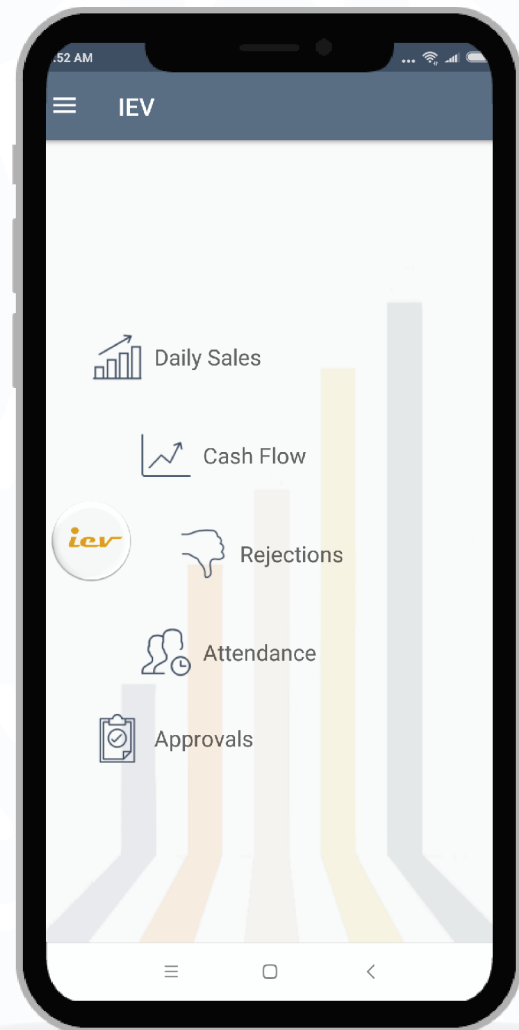 :52 AM
IEV
Daily Sales
Cash Flow
iev
Rejections
Attendance
Approvals